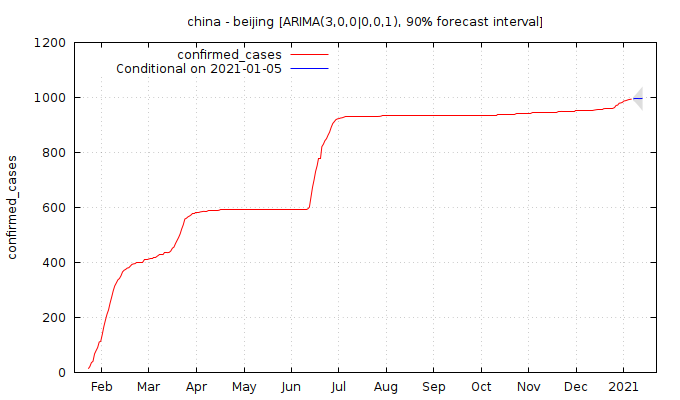 china - beijing [ARIMA(3,0,0|0,0,1), 90% forecast interval]
confirmed_cases
Conditional on 2021-01-05
confirmed_cases
1200
1000
800
600
400
200
0
Feb Mar Apr May Jun Jul Aug Sep Oct Nov Dec 2021